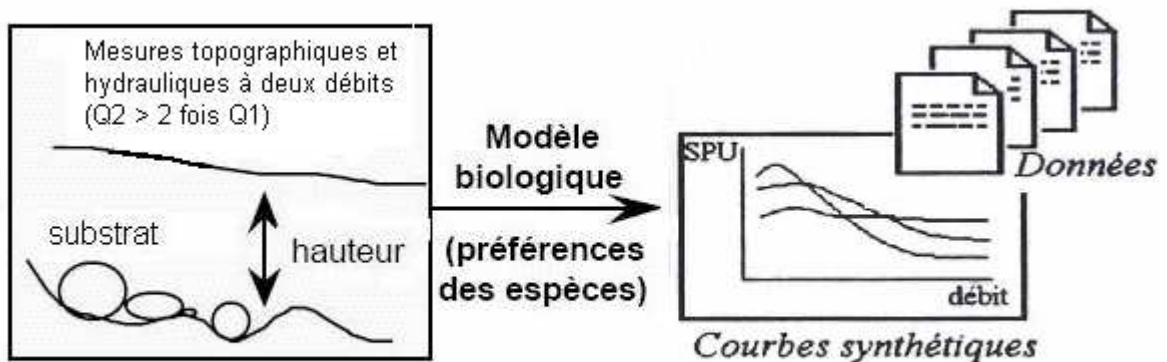 Mesures topographiques et
hydrauliques à deux débits
(Q2 > 2 fois Q1)
substrat
hauteur
Modèle
biologique
(préférences
des espèces)
SPU
Données
débit
Courbes synthétiques